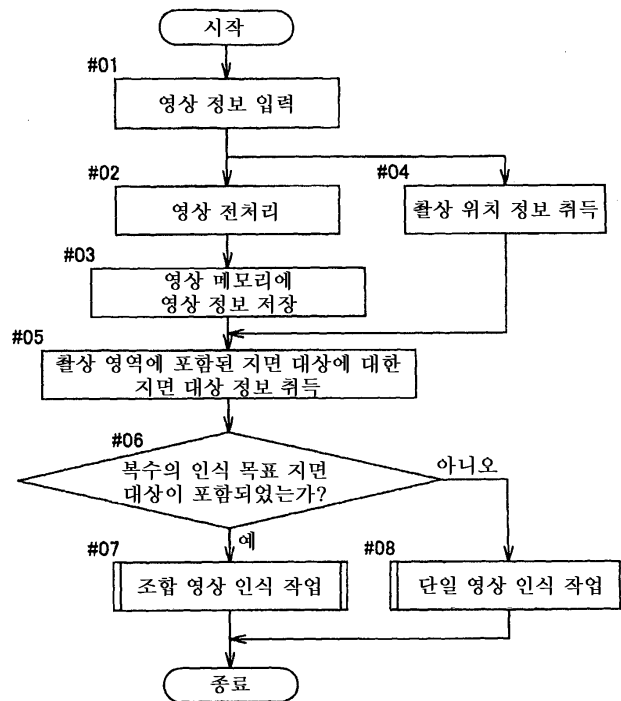 시작
#01
영상 정보 입력
#02
영상 전처리
#04
촬상 위치 정보 취득
#03
영상 메모리에
영상 정보 저장
#05
촬상 영역에 포함된 지면 대상에 대한
지면 대상 정보 취득
#06
복수의 인식 목표 지면
대상이 포함되었는가?
아니오
예
#07
조합 영상 인식 작업
#08
단일 영상 인식 작업
종료